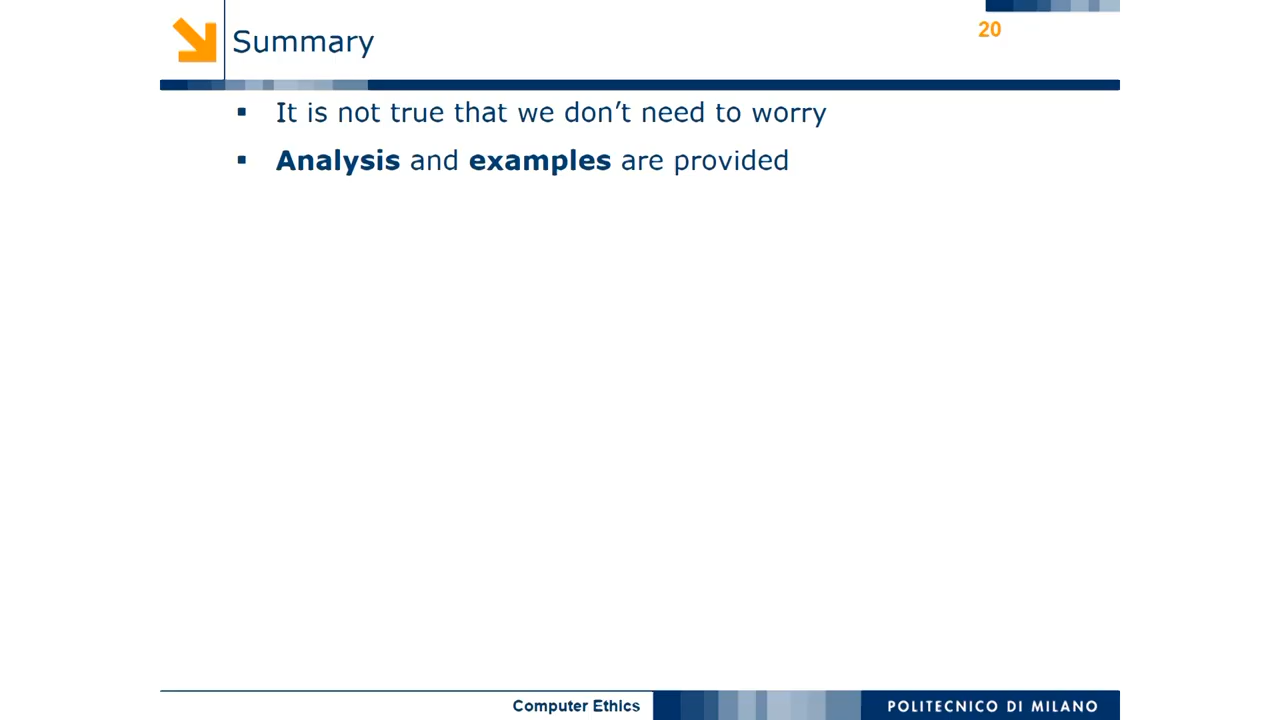 Summary
20
▪ It is not true that we don’t need to worry
▪ Analysis and examples are provided
Computer Ethics
POLITECNICO DI MILANO